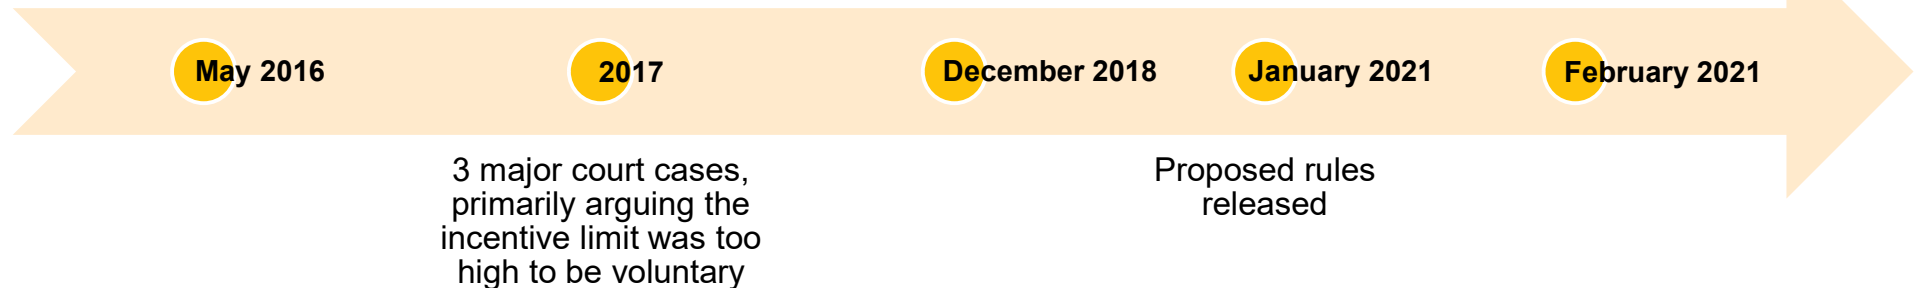 May 2016
2017
December 2018
January 2021
February 2021
3 major court cases,
primarily arguing the
incentive limit was too
high to be voluntary
Proposed rules
released